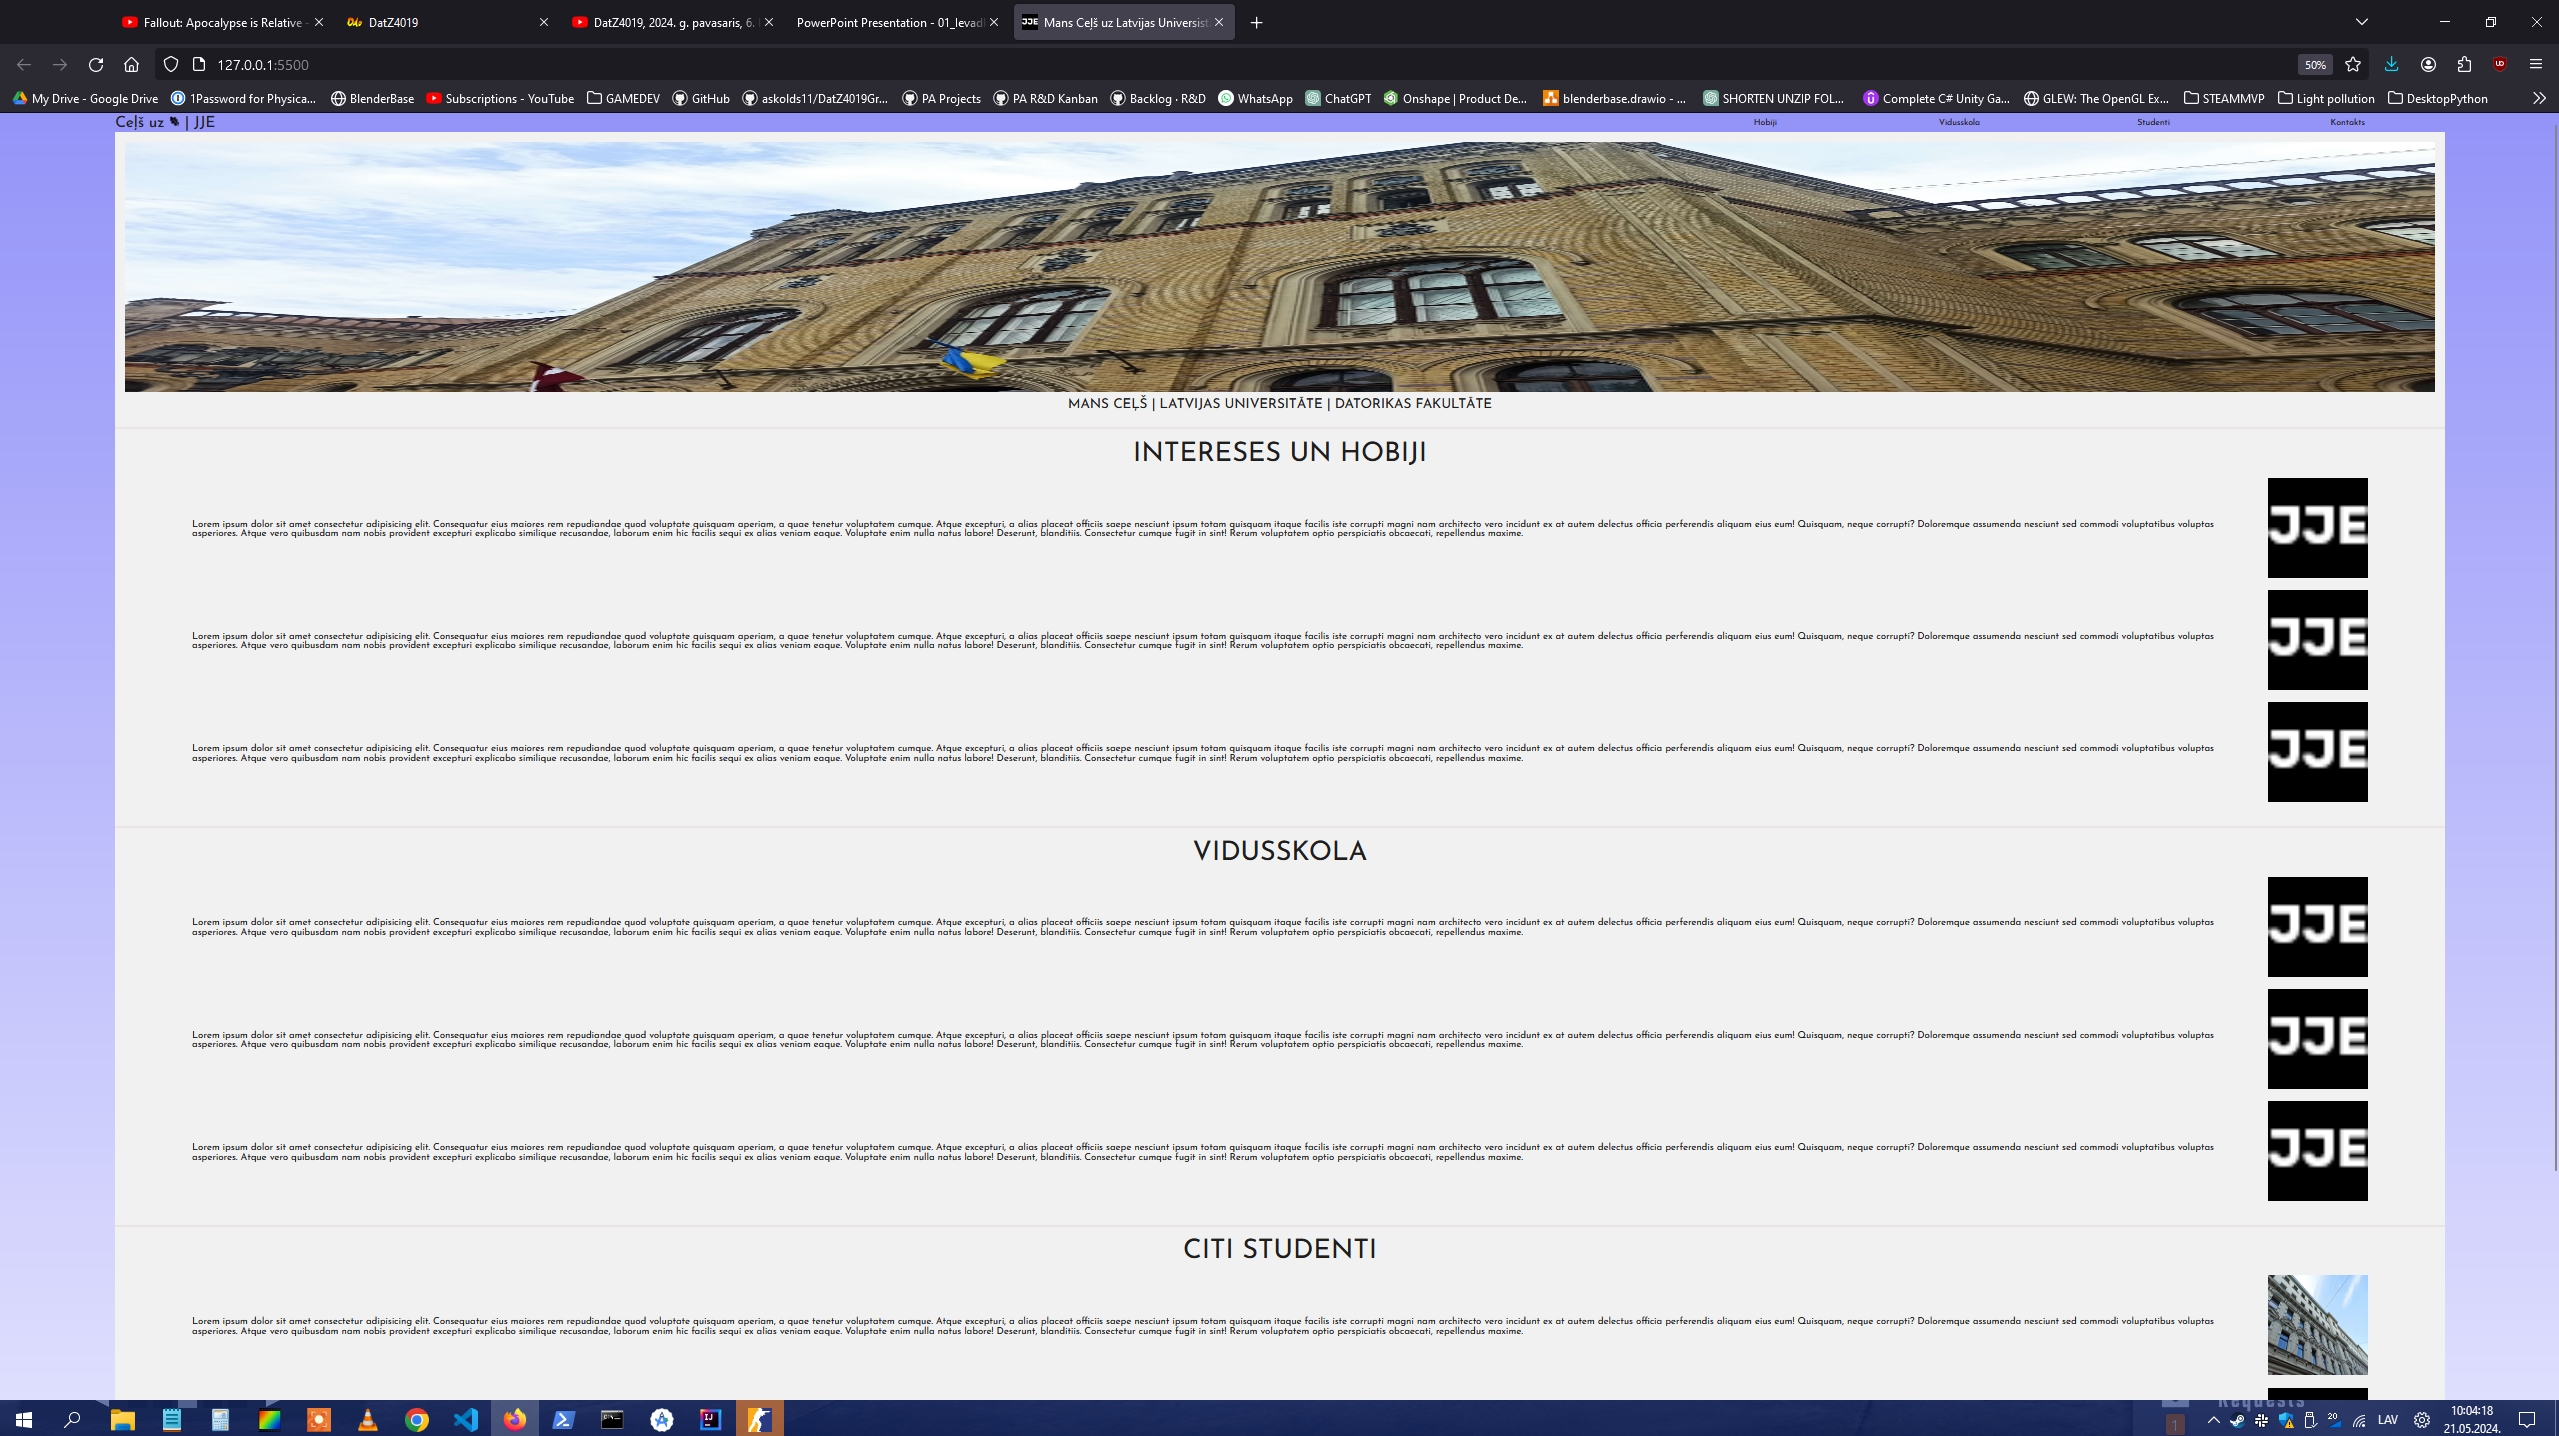 Fallout: Apocalypse is Relative -
DatZ4019
DatZ4019, 2024. g. pavasaris, 6.
PowerPoint Presentation - 01_Ievad
Mans Ceļš uz Latvijas Universist
127.0.0.1:5500
50%
My Drive - Google Drive
1Password for Physica...
BlenderBase
Subscriptions - YouTube
GAMEDEV
GitHub
askolds11/DatZ4019Gr...
PA Projects
PA R&D Kanban
Backlog · R&D
WhatsApp
ChatGPT
Onshape | Product De...
blenderbase.drawio - ...
SHORTEN UNZIP FOL...
Complete C# Unity Ga...
GLEW: The OpenGL Ex...
STEAMMVP
Light pollution
DesktopPython
Ceļš uz | JJE
Hobiji
Vidusskola
Studenti
Kontakts
MANS CEĻŠ | LATVIJAS UNIVERSITĀTE | DATORIKAS FAKULTĀTE
INTERESES UN HOBIJI
Lorem ipsum dolor sit amet consectetur adipisicing elit. Consequatur eius maiores rem repudiandae quod voluptate quisquam aperiam, a quae tenetur voluptatem cumque. Atque excepturi, a alias placeat officiis saepe nesciunt ipsum totam quisquam itaque facilis iste corrupti magni nam architecto vero incidunt ex at autem delectus officia perferendis aliquam eius eum! Quisquam, neque corrupti? Doloremque assumenda nesciunt sed commodi voluptatibus voluptas
asperiores. Atque vero quibusdam nam nobis provident excepturi explicabo similique recusandae, laborum enim hic facilis sequi ex alias veniam eaque. Voluptate enim nulla natus labore! Deserunt, blanditiis. Consectetur cumque fugit in sint! Rerum voluptatem optio perspiciatis obcaecati, repellendus maxime.
JJE
Lorem ipsum dolor sit amet consectetur adipisicing elit. Consequatur eius maiores rem repudiandae quod voluptate quisquam aperiam, a quae tenetur voluptatem cumque. Atque excepturi, a alias placeat officiis saepe nesciunt ipsum totam quisquam itaque facilis iste corrupti magni nam architecto vero incidunt ex at autem delectus officia perferendis aliquam eius eum! Quisquam, neque corrupti? Doloremque assumenda nesciunt sed commodi voluptatibus voluptas
asperiores. Atque vero quibusdam nam nobis provident excepturi explicabo similique recusandae, laborum enim hic facilis sequi ex alias veniam eaque. Voluptate enim nulla natus labore! Deserunt, blanditiis. Consectetur cumque fugit in sint! Rerum voluptatem optio perspiciatis obcaecati, repellendus maxime.
JJE
Lorem ipsum dolor sit amet consectetur adipisicing elit. Consequatur eius maiores rem repudiandae quod voluptate quisquam aperiam, a quae tenetur voluptatem cumque. Atque excepturi, a alias placeat officiis saepe nesciunt ipsum totam quisquam itaque facilis iste corrupti magni nam architecto vero incidunt ex at autem delectus officia perferendis aliquam eius eum! Quisquam, neque corrupti? Doloremque assumenda nesciunt sed commodi voluptatibus voluptas
asperiores. Atque vero quibusdam nam nobis provident excepturi explicabo similique recusandae, laborum enim hic facilis sequi ex alias veniam eaque. Voluptate enim nulla natus labore! Deserunt, blanditiis. Consectetur cumque fugit in sint! Rerum voluptatem optio perspiciatis obcaecati, repellendus maxime.
JJE
VIDUSSKOLA
Lorem ipsum dolor sit amet consectetur adipisicing elit. Consequatur eius maiores rem repudiandae quod voluptate quisquam aperiam, a quae tenetur voluptatem cumque. Atque excepturi, a alias placeat officiis saepe nesciunt ipsum totam quisquam itaque facilis iste corrupti magni nam architecto vero incidunt ex at autem delectus officia perferendis aliquam eius eum! Quisquam, neque corrupti? Doloremque assumenda nesciunt sed commodi voluptatibus voluptas
asperiores. Atque vero quibusdam nam nobis provident excepturi explicabo similique recusandae, laborum enim hic facilis sequi ex alias veniam eaque. Voluptate enim nulla natus labore! Deserunt, blanditiis. Consectetur cumque fugit in sint! Rerum voluptatem optio perspiciatis obcaecati, repellendus maxime.
JJE
Lorem ipsum dolor sit amet consectetur adipisicing elit. Consequatur eius maiores rem repudiandae quod voluptate quisquam aperiam, a quae tenetur voluptatem cumque. Atque excepturi, a alias placeat officiis saepe nesciunt ipsum totam quisquam itaque facilis iste corrupti magni nam architecto vero incidunt ex at autem delectus officia perferendis aliquam eius eum! Quisquam, neque corrupti? Doloremque assumenda nesciunt sed commodi voluptatibus voluptas
asperiores. Atque vero quibusdam nam nobis provident excepturi explicabo similique recusandae, laborum enim hic facilis sequi ex alias veniam eaque. Voluptate enim nulla natus labore! Deserunt, blanditiis. Consectetur cumque fugit in sint! Rerum voluptatem optio perspiciatis obcaecati, repellendus maxime.
JJE
Lorem ipsum dolor sit amet consectetur adipisicing elit. Consequatur eius maiores rem repudiandae quod voluptate quisquam aperiam, a quae tenetur voluptatem cumque. Atque excepturi, a alias placeat officiis saepe nesciunt ipsum totam quisquam itaque facilis iste corrupti magni nam architecto vero incidunt ex at autem delectus officia perferendis aliquam eius eum! Quisquam, neque corrupti? Doloremque assumenda nesciunt sed commodi voluptatibus voluptas
asperiores. Atque vero quibusdam nam nobis provident excepturi explicabo similique recusandae, laborum enim hic facilis sequi ex alias veniam eaque. Voluptate enim nulla natus labore! Deserunt, blanditiis. Consectetur cumque fugit in sint! Rerum voluptatem optio perspiciatis obcaecati, repellendus maxime.
JJE
CITI STUDENTI
Lorem ipsum dolor sit amet consectetur adipisicing elit. Consequatur eius maiores rem repudiandae quod voluptate quisquam aperiam, a quae tenetur voluptatem cumque. Atque excepturi, a alias placeat officiis saepe nesciunt ipsum totam quisquam itaque facilis iste corrupti magni nam architecto vero incidunt ex at autem delectus officia perferendis aliquam eius eum! Quisquam, neque corrupti? Doloremque assumenda nesciunt sed commodi voluptatibus voluptas
asperiores. Atque vero quibusdam nam nobis provident excepturi explicabo similique recusandae, laborum enim hic facilis sequi ex alias veniam eaque. Voluptate enim nulla natus labore! Deserunt, blanditiis. Consectetur cumque fugit in sint! Rerum voluptatem optio perspiciatis obcaecati, repellendus maxime.
Requests
1
20
LAV
10:04:18
21.05.2024.